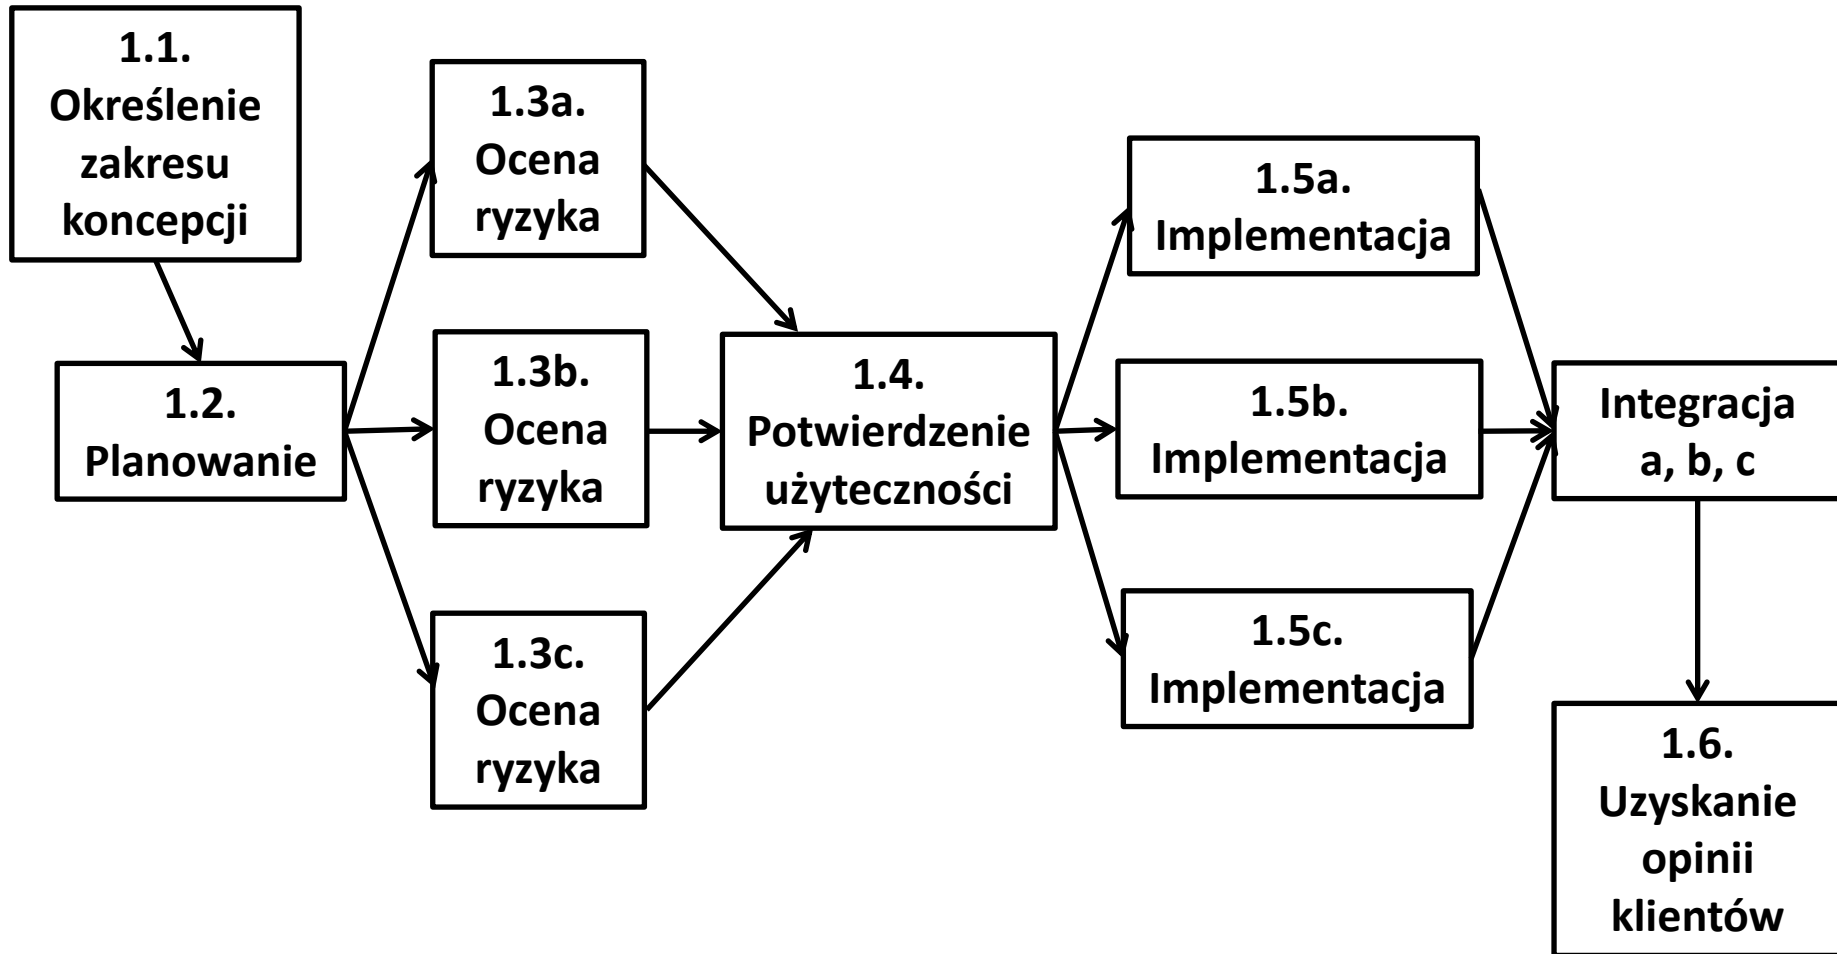 1.1.
Określenie
zakresu
koncepcji
1.2.
Planowanie
1.3a.
Ocena
ryzyka
1.3b.
Ocena
ryzyka
1.3c.
Ocena
ryzyka
1.4.
Potwierdzenie
użyteczności
1.5a.
Implementacja
1.5b.
Implementacja
1.5c.
Implementacja
Integracja
a, b, c
1.6.
Uzyskanie
opinii
klientów